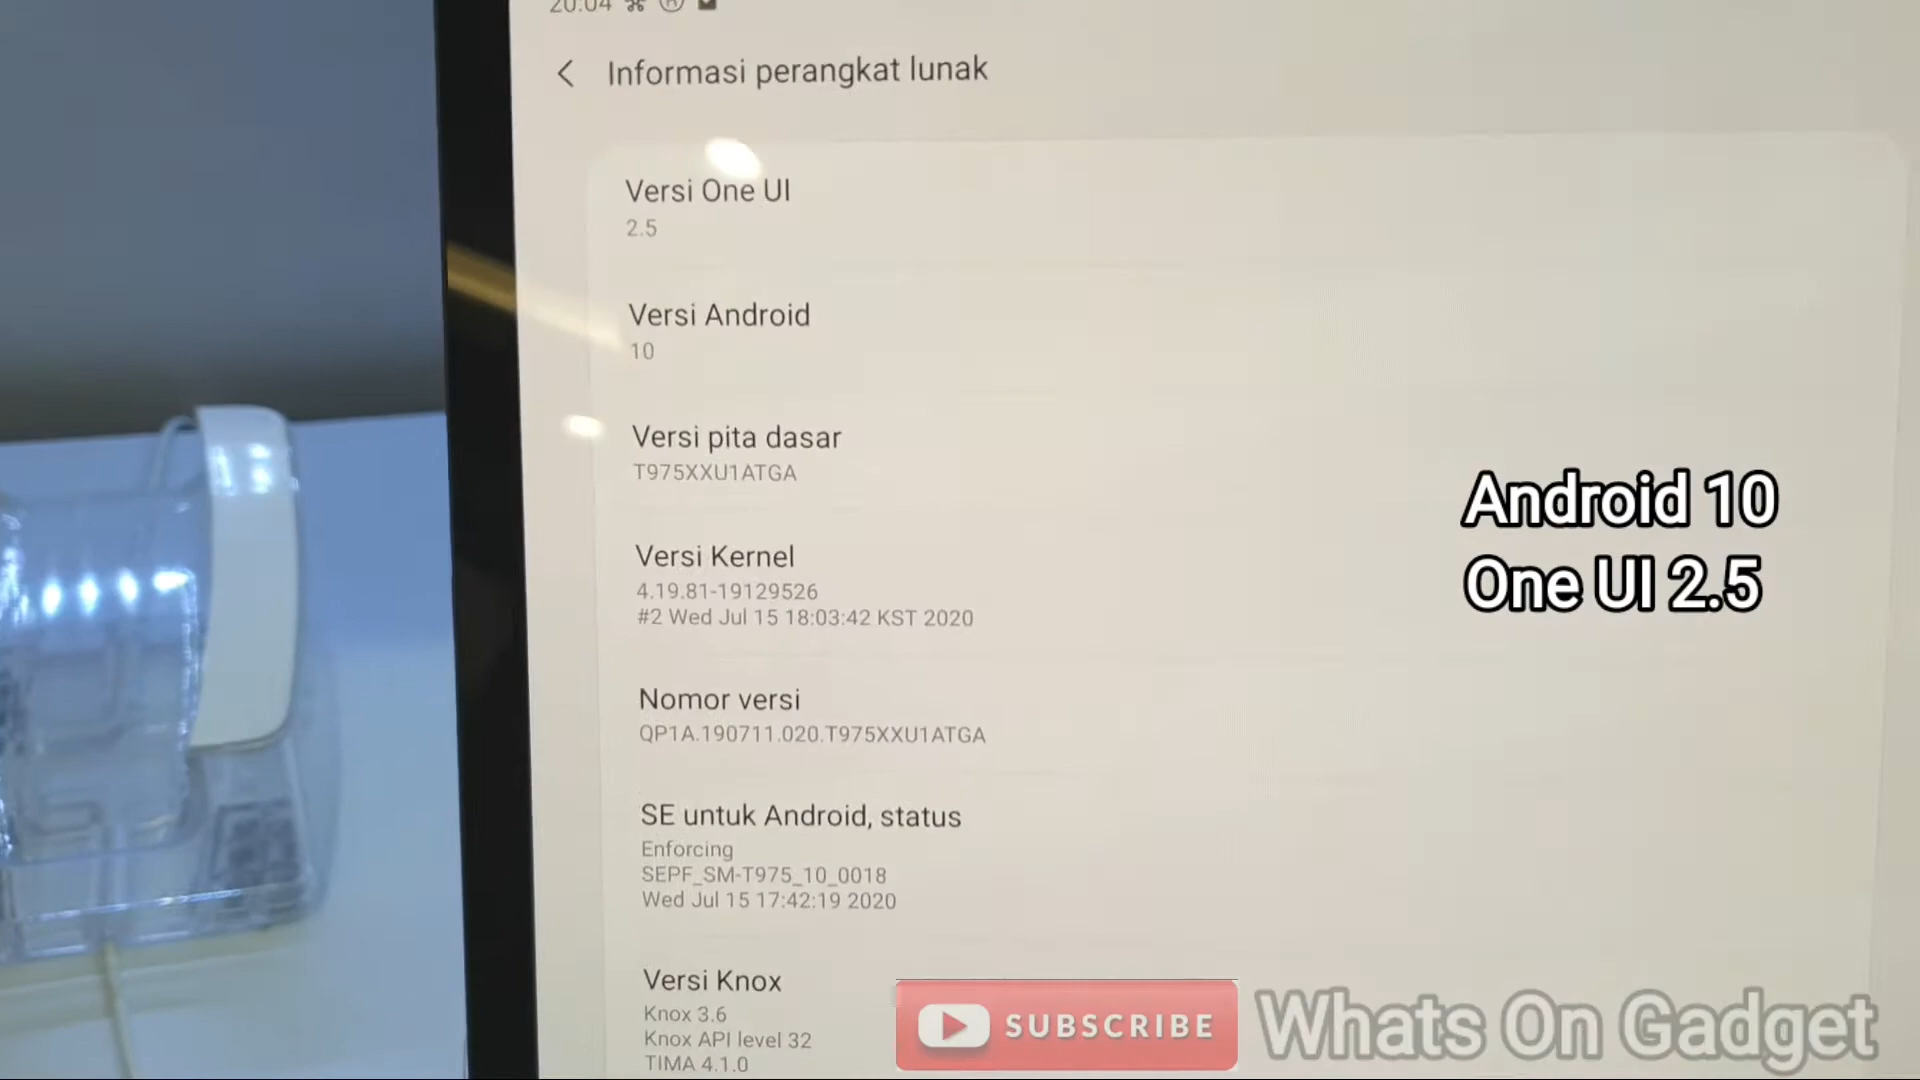 20:04
Informasi perangkat lunak
Versi One UI
2.5
Versi Android
10
Versi pita dasar
T975XXU1ATGA
Versi Kernel
4.19.81-19129526
#2 Wed Jul 15 18:03:42 KST 2020
Nomor versi
QP1A.190711.020.T975XXU1ATGA
SE untuk Android, status
Enforcing
SEPF_SM-T975_10_0018
Wed Jul 15 17:42:19 2020
Versi Knox
Knox 3.6
Knox API level 32
TIMA 4.1.0
Android 10
One UI 2.5
SUBSCRIBE
Whats On Gadget